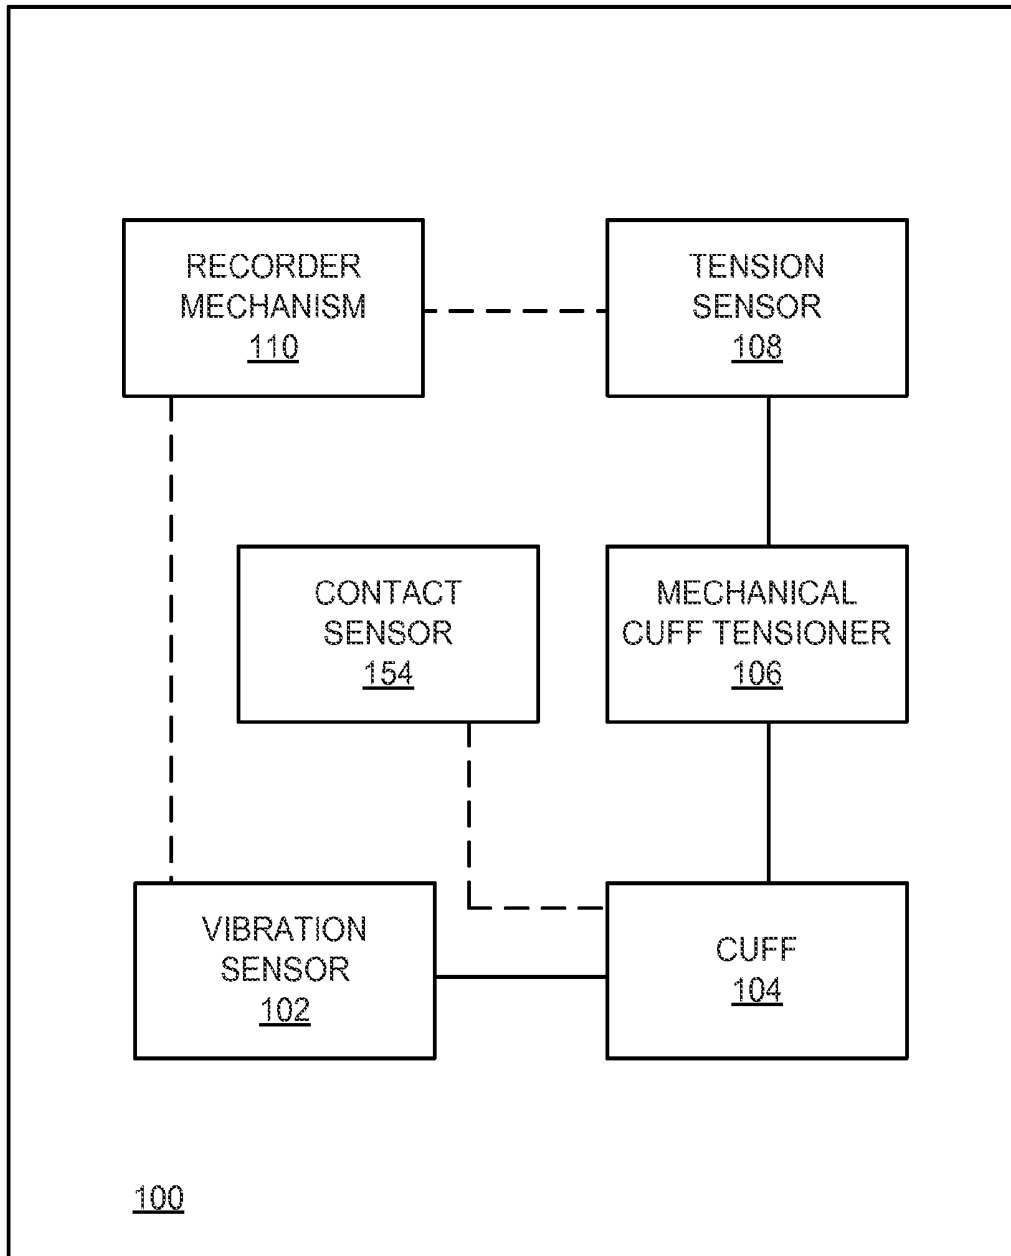 RECORDER
MECHANISM
110
TENSION
SENSOR
108
CONTACT
SENSOR
154
MECHANICAL
CUFF TENSIONER
106
VIBRATION
SENSOR
102
CUFF
104
100